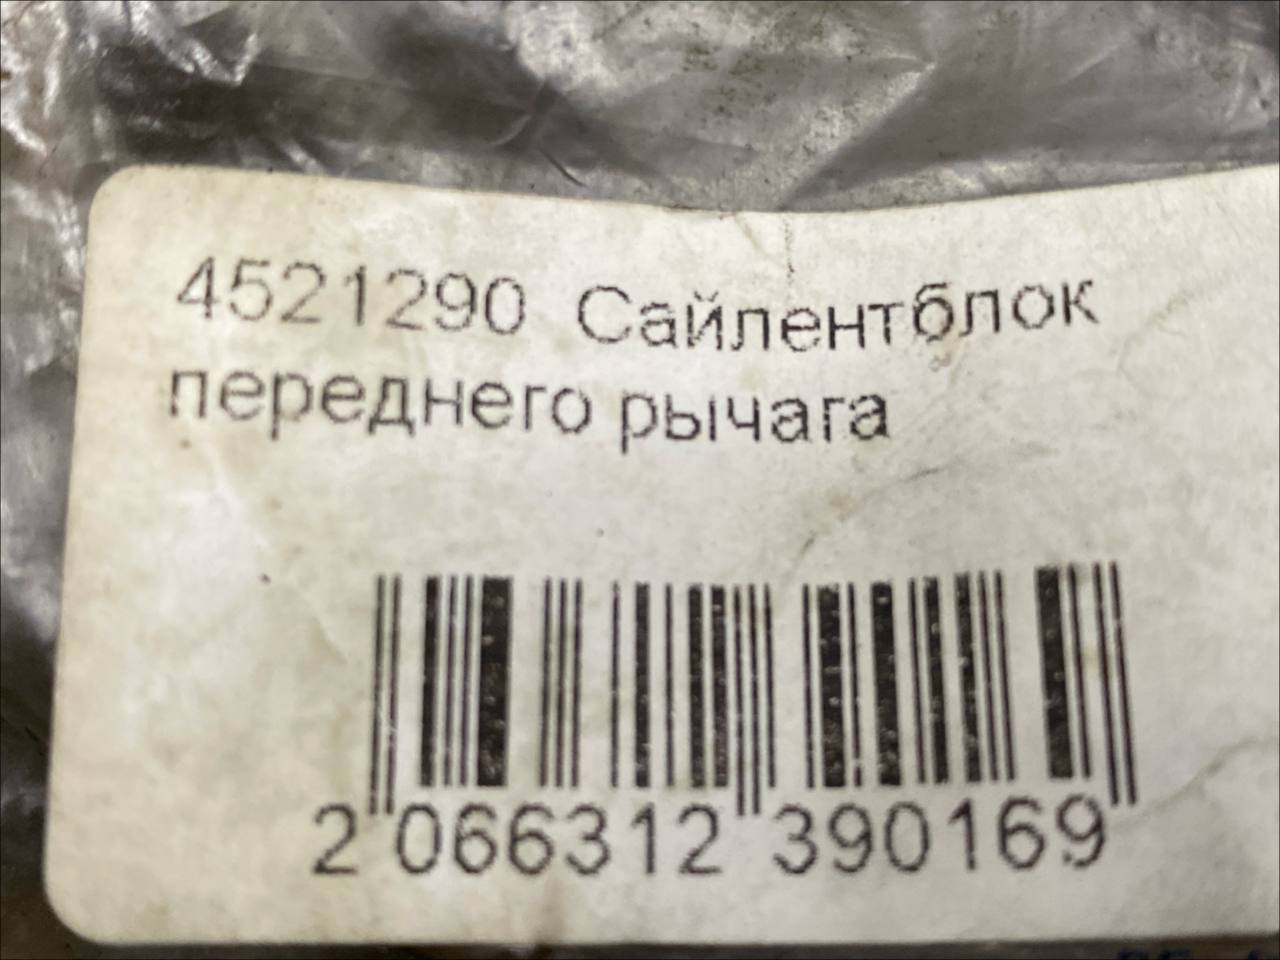 4521290 Сайлентблок
переднего рычага
2 066312 390169